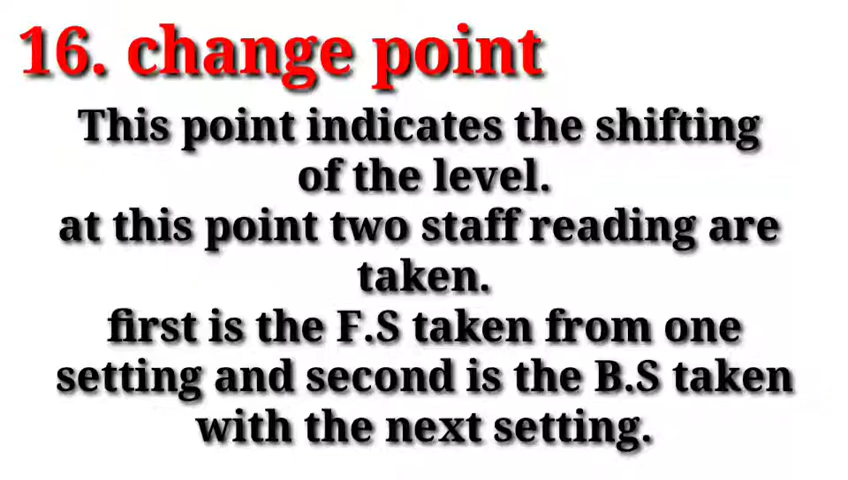 16. change point
This point indicates the shifting
of the level.
at this point two staff reading are
taken.
first is the F.S taken from one
setting and second is the B.S taken
with the next setting.